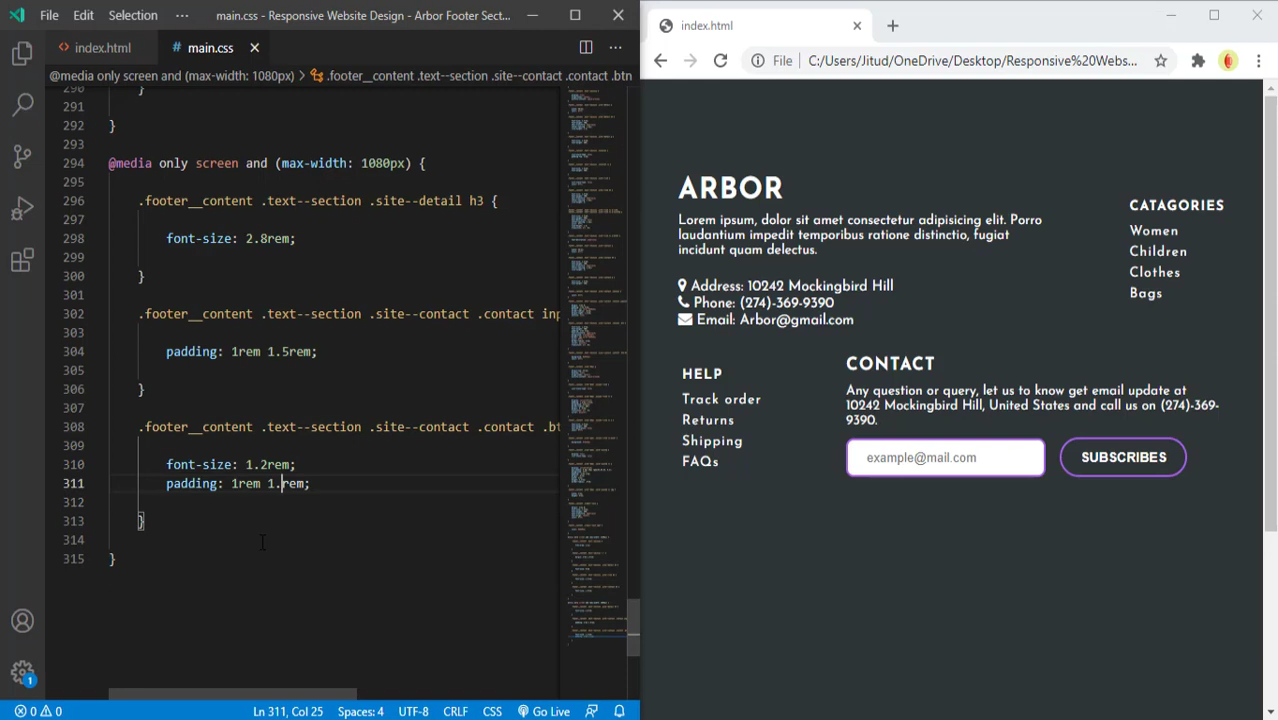 File Edit Selection ··· main.css - Responsive Website Design - Arbor Footer Sect...
index.html # main.css ···
@media only screen and (max-width: 1080px) > .footer__content .text--section .site--contact .contact .btn
290 }
291
292 }
293
294 @media only screen and (max-width: 1080px) {
295
296 .footer__content .text--section .site--detail h3 {
297
298 font-size: 2.8rem;
299
300 }
301
302 .footer__content .text--section .site--contact .contact inp
303
304 padding: 1rem 1.5rem;
305
306 }
307
308 .footer__content .text--section .site--contact .contact .bt
309
310 font-size: 1.2rem;
311 padding: 1rem 1.rem;
312
313 }
314
315 }
1
0 0 Ln 311, Col 25 Spaces: 4 UTF-8 CRLF CSS Go Live
index.html
File C:/Users/Jitud/OneDrive/Desktop/Responsive%20Webs...
ARBOR
Lorem ipsum, dolor sit amet consectetur adipisicing elit. Porro
laudantium impedit temporibus ratione distinctio, fugiat
incidunt quam delectus.
Address: 10242 Mockingbird Hill
Phone: (274)-369-9390
Email: Arbor@gmail.com
CATAGORIES
Women
Children
Clothes
Bags
HELP
Track order
Returns
Shipping
FAQs
CONTACT
Any question or query, let us to know get email update at
10242 Mockingbird Hill, United States and call us on (274)-369-
9390.
example@mail.com SUBSCRIBES